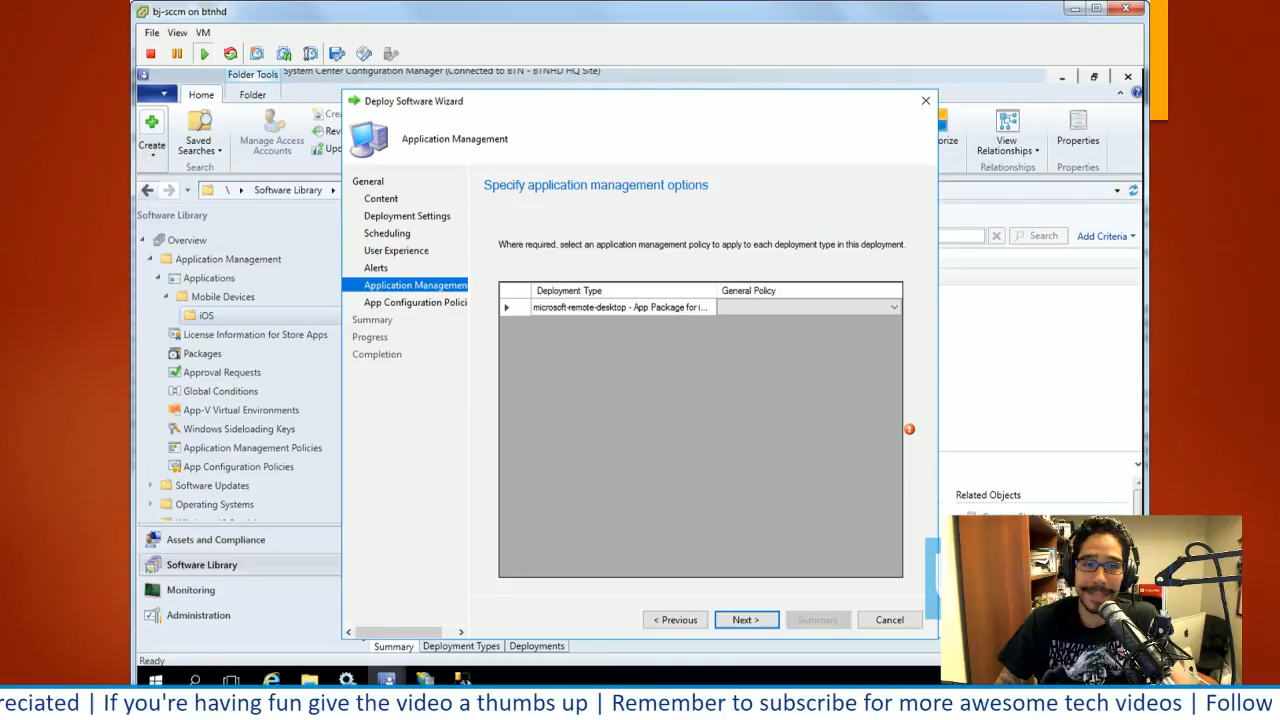 bj-sccm on btnhd
File View VM
Folder Tools System Center Configuration Manager (Connected to BTN - BTNHD HQ Site)
Home Folder
Create
Saved Searches
Search
Manage Access Accounts
View Relationships
Relationships
Properties
Properties
\ Software Library
Search
Add Criteria
Software Library
Overview
Application Management
Applications
Mobile Devices
iOS
License Information for Store Apps
Packages
Approval Requests
Global Conditions
App-V Virtual Environments
Windows Sideloading Keys
Application Management Policies
App Configuration Policies
Software Updates
Operating Systems
Assets and Compliance
Software Library
Monitoring
Administration
Ready
Deploy Software Wizard
Application Management
General
Content
Deployment Settings
Scheduling
User Experience
Alerts
Application Managemen
App Configuration Polici
Summary
Progress
Completion
Specify application management options
Where required, select an application management policy to apply to each deployment type in this deployment.
Deployment Type General Policy
microsoft-remote-desktop - App Package for i...
< Previous Next > Summary Cancel
Summary Deployment Types Deployments
Related Objects
reciated | If you're having fun give the video a thumbs up | Remember to subscribe for more awesome tech videos | Follow